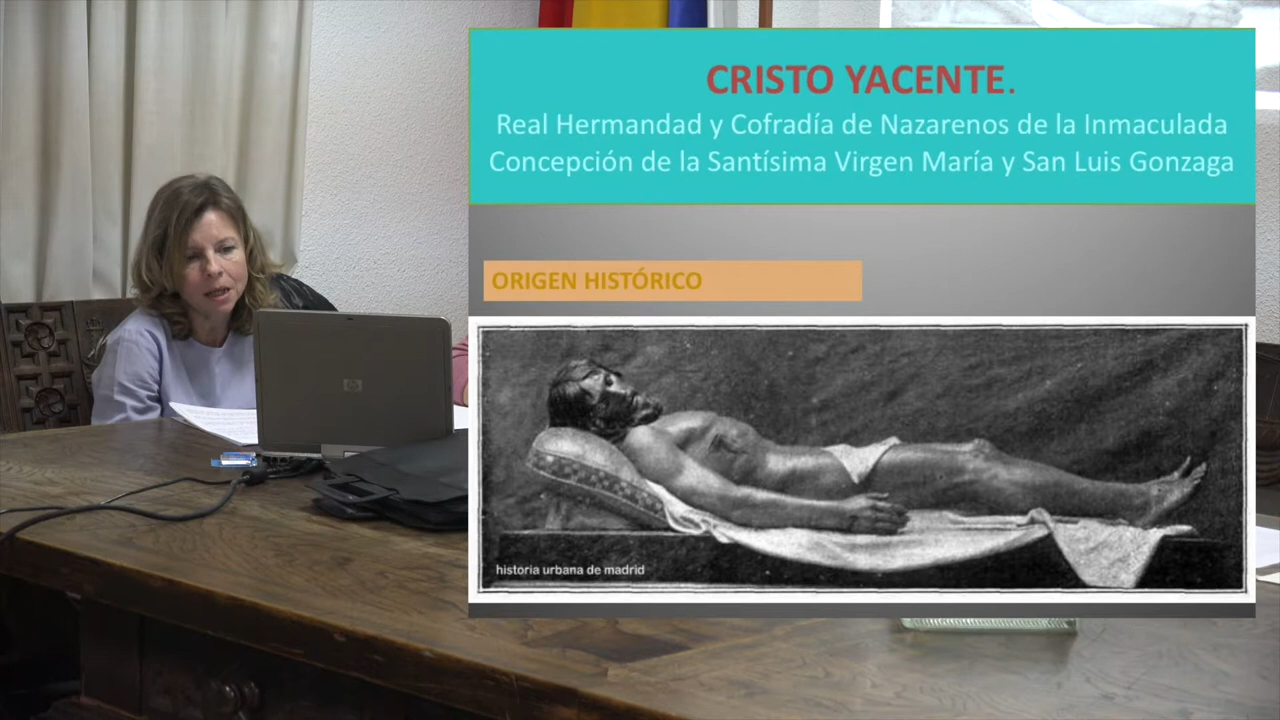 CRISTO YACENTE.
Real Hermandad y Cofradía de Nazarenos de la Inmaculada
Concepción de la Santísima Virgen María y San Luis Gonzaga
ORIGEN HISTÓRICO
historia urbana de madrid
hp